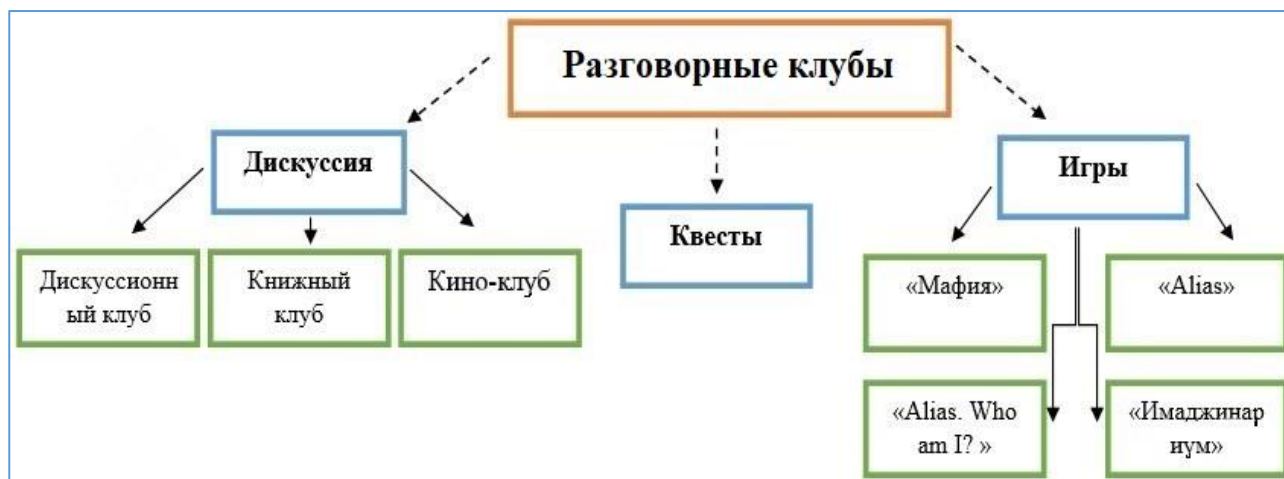 Разговорные клубы
Дискуссия
Игры
Квесты
Дискуссионн
ый клуб
Книжный
клуб
Кино-клуб
«Мафия»
«Alias»
«Alias. Who
am I? »
«Имаджинар
иум»